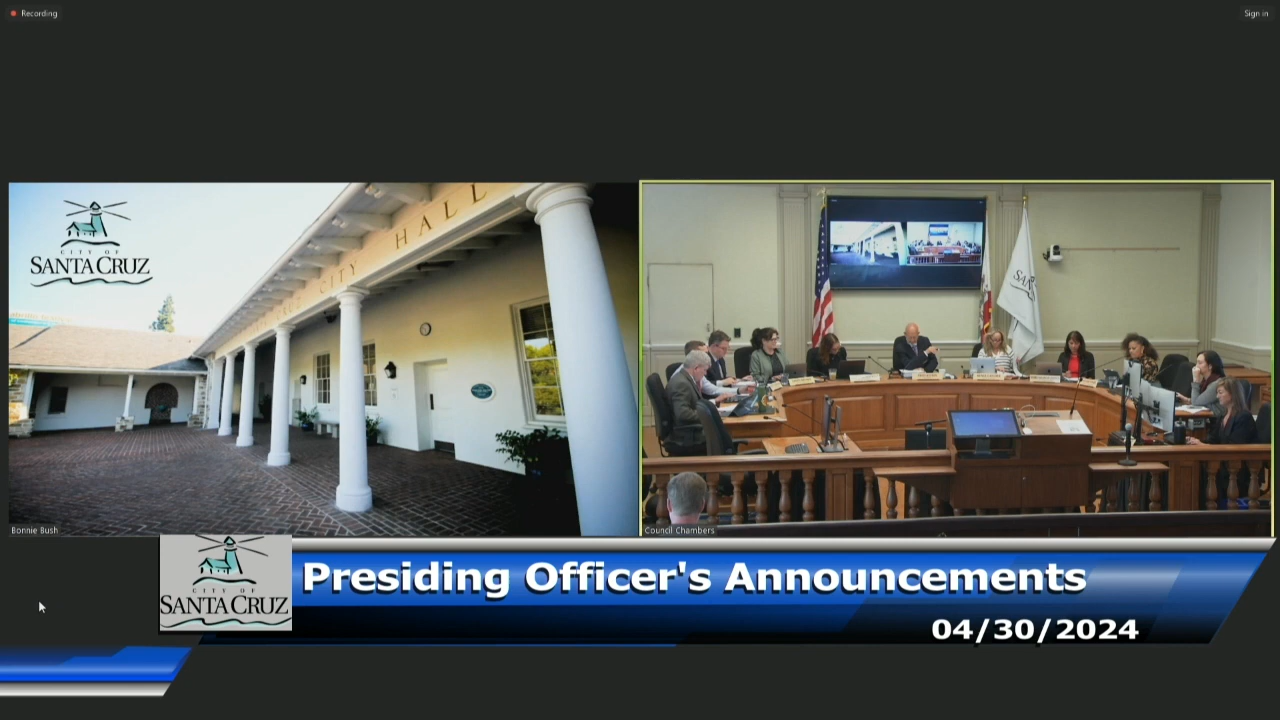 Recording
Sign in
CITY OF
SANTA CRUZ
CITY HALL
Bonnie Bush
Council Chambers
CITY OF
SANTA CRUZ
Presiding Officer's Announcements
04/30/2024